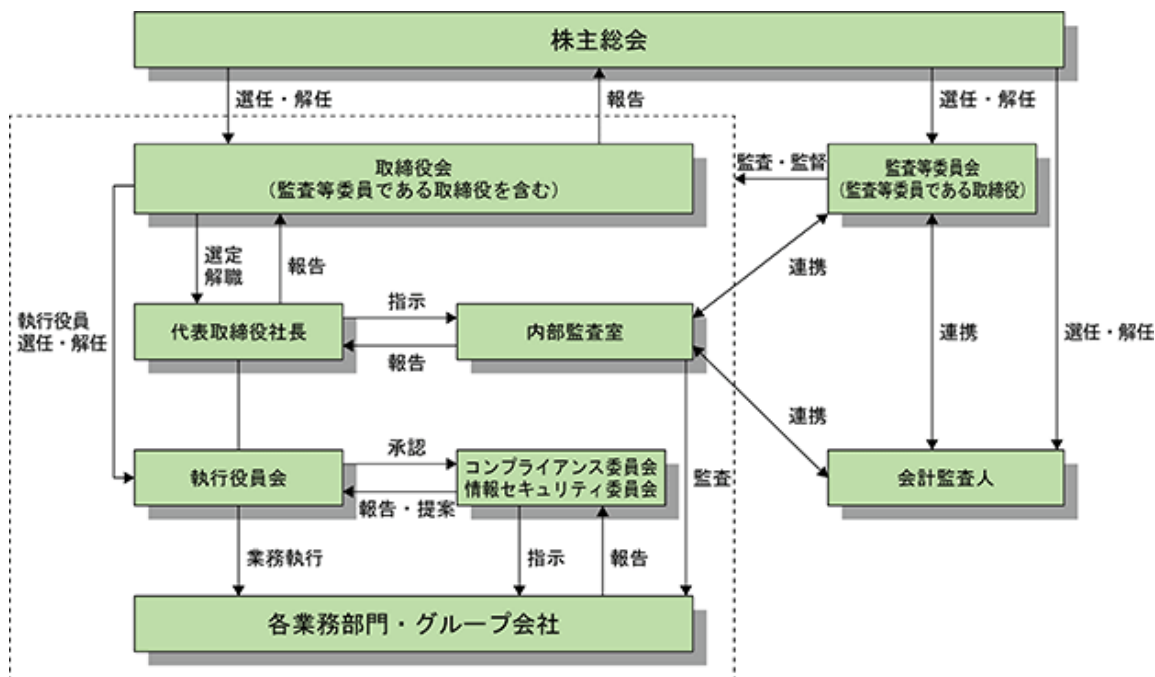 株主総会
選任・解任
報告
選任・解任
取締役会
（監査等委員である取締役を含む）
監査・監督
監査等委員会
（監査等委員である取締役）
選定
解職
報告
連携
執行役員
選任・解任
代表取締役社長
指示
報告
内部監査室
連携
選任・解任
連携
執行役員会
承認
報告・提案
コンプライアンス委員会
情報セキュリティ委員会
監査
会計監査人
業務執行
指示
報告
各業務部門・グループ会社